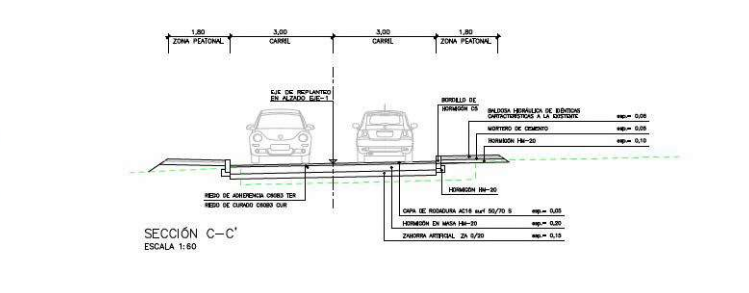 1,80 3,00 3,00 1,80
ZONA PEATONAL CARRIL CARRIL ZONA PEATONAL
EJE DE REPLANTEO
EN ALZADO EJE-1
BORDILLO DE
HORMIGÓN C5
BALDOSA HIDRÁULICA DE IDÉNTICAS
CARTACTERÍSTICAS A LA EXISTENTE esp.= 0,06
MORTERO DE CEMENTO esp.= 0,05
HORMIGÓN HM-20 esp.= 0,10
RIEGO DE ADHERENCIA C60B3 TER
RIEGO DE CURADO C60B3 CUR
HORMIGÓN HM-20
CAPA DE RODADURA AC16 surf 50/70 S esp.= 0,05
HORMIGÓN EN MASA HM-20 esp.= 0,20
ZAHORRA ARTIFICIAL ZA 0/20 esp.= 0,15
SECCIÓN C-C'
ESCALA 1:60